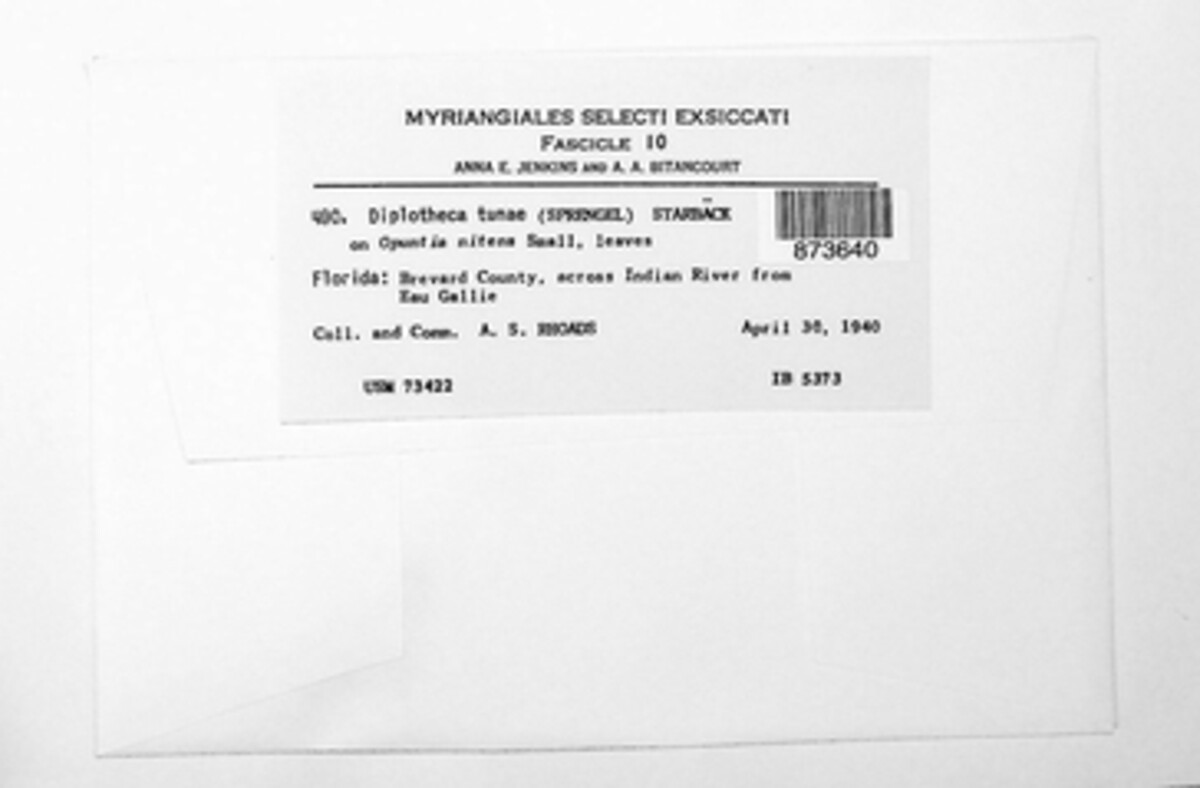 MYRIANGIALES SELECTI EXSICCATI
FASCICLE 10
ANNA E. JENKINS AND A. A. BITANCOURT
Diplotheca tunae (SPRENGEL) STARBÄCK
on Opuntia nitens Small, leaves
873640
Florida: Brevard County, across Indian River from
Eau Gallie
Coll. and Comm. A. S. RHOADS April 30, 1940
73422 IB 5373